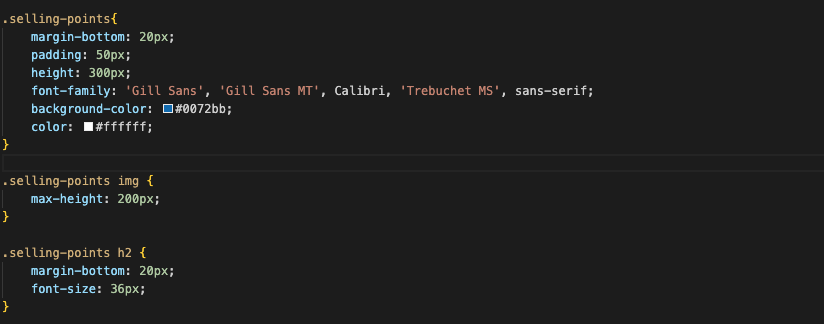 .selling-points{
    margin-bottom: 20px;
    padding: 50px;
    height: 300px;
    font-family: 'Gill Sans', 'Gill Sans MT', Calibri, 'Trebuchet MS', sans-serif;
    background-color: #0072bb;
    color: #ffffff;
}
.selling-points img {
    max-height: 200px;
}
.selling-points h2 {
    margin-bottom: 20px;
    font-size: 36px;
}